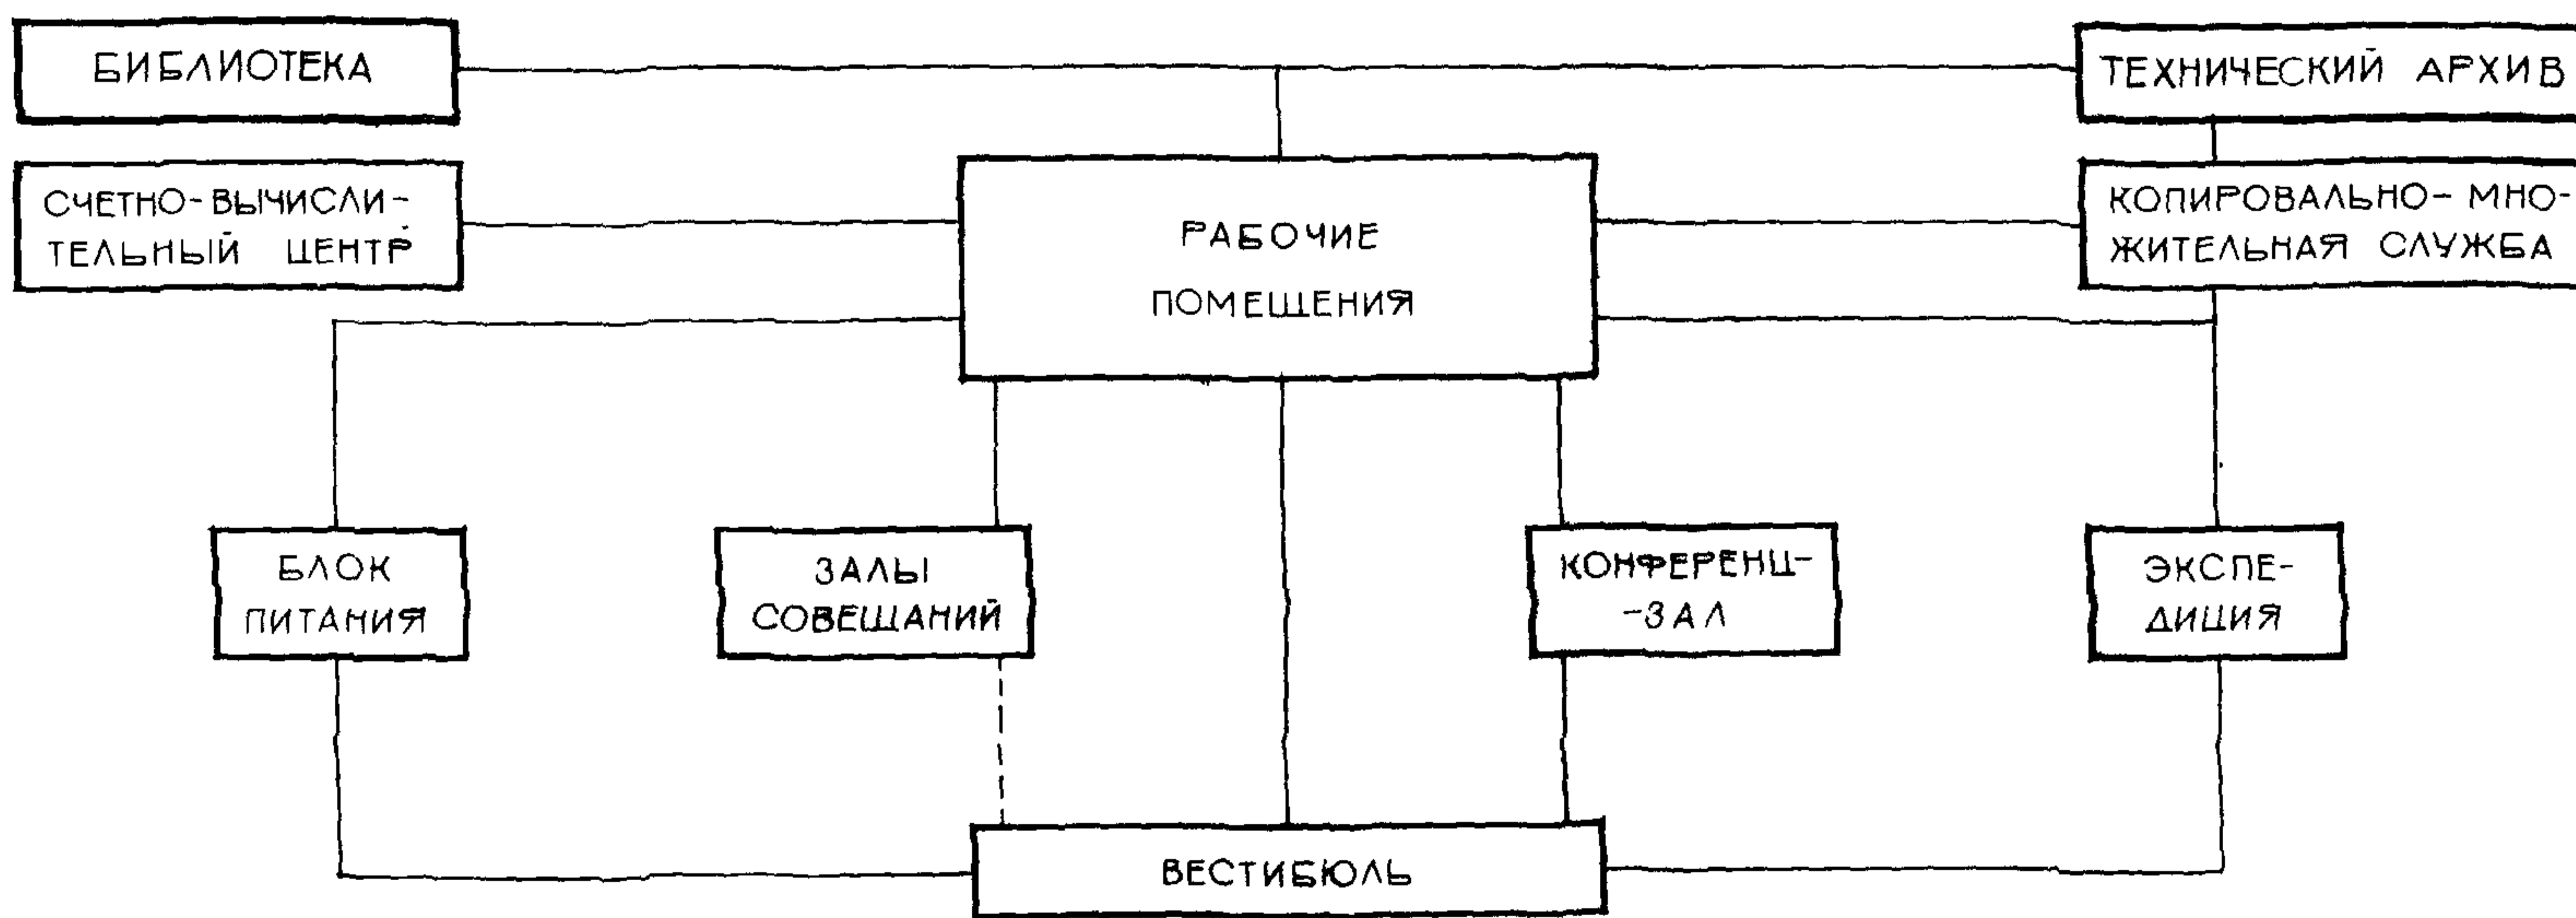 БИБЛИОТЕКА
ТЕХНИЧЕСКИЙ АРХИВ
СЧЕТНО-ВЫЧИСЛИ-
ТЕЛЬНЫЙ ЦЕНТР
РАБОЧИЕ
ПОМЕЩЕНИЯ
КОПИРОВАЛЬНО-МНО-
ЖИТЕЛЬНАЯ СЛУЖБА
БЛОК
ПИТАНИЯ
ЗАЛЫ
СОВЕЩАНИЙ
КОНФЕРЕНЦ-
-ЗАЛ
ЭКСПЕ-
ДИЦИЯ
ВЕСТИБЮЛЬ